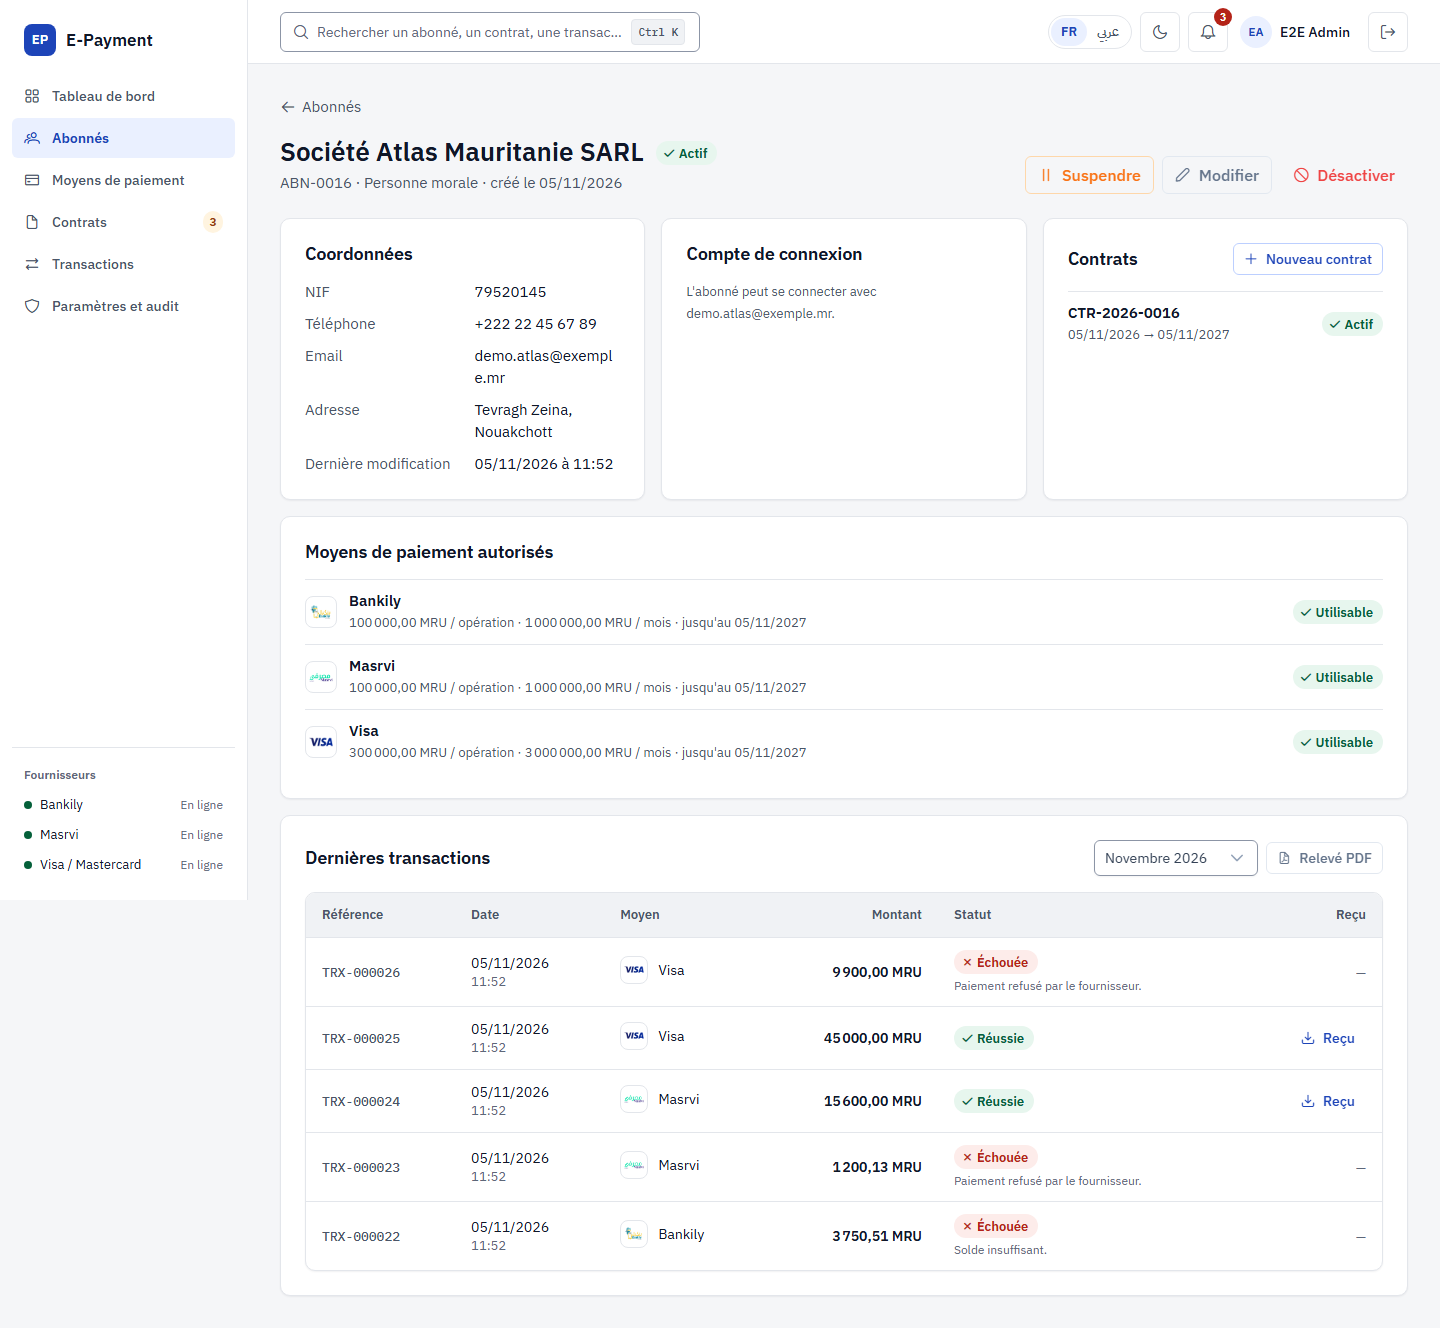 EP E-Payment
Rechercher un abonné, un contrat, une transac... Ctrl K
FR عربي 3 EA E2E Admin
Tableau de bord
Abonnés
Moyens de paiement
Contrats 3
Transactions
Paramètres et audit
Fournisseurs
Bankily En ligne
Masrvi En ligne
Visa / Mastercard En ligne
Abonnés
Société Atlas Mauritanie SARL Actif
ABN-0016 · Personne morale · créé le 05/11/2026
Suspendre Modifier Désactiver
Coordonnées
NIF 79520145
Téléphone +222 22 45 67 89
Email demo.atlas@exempl
e.mr
Adresse Tevragh Zeina,
Nouakchott
Dernière modification 05/11/2026 à 11:52
Compte de connexion
L'abonné peut se connecter avec
demo.atlas@exemple.mr.
Contrats Nouveau contrat
CTR-2026-0016
05/11/2026 → 05/11/2027
Actif
Moyens de paiement autorisés
Bankily
100 000,00 MRU / opération · 1 000 000,00 MRU / mois · jusqu'au 05/11/2027
Utilisable
Masrvi
100 000,00 MRU / opération · 1 000 000,00 MRU / mois · jusqu'au 05/11/2027
Utilisable
VISA
Visa
300 000,00 MRU / opération · 3 000 000,00 MRU / mois · jusqu'au 05/11/2027
Utilisable
Dernières transactions Novembre 2026 Relevé PDF
Référence Date Moyen Montant Statut Reçu
TRX-000026 05/11/2026 11:52 VISA Visa 9 900,00 MRU Échouée –
Paiement refusé par le fournisseur.
TRX-000025 05/11/2026 11:52 VISA Visa 45 000,00 MRU Réussie Reçu
TRX-000024 05/11/2026 11:52 Masrvi 15 600,00 MRU Réussie Reçu
TRX-000023 05/11/2026 11:52 Masrvi 1 200,13 MRU Échouée –
Paiement refusé par le fournisseur.
TRX-000022 05/11/2026 11:52 Bankily 3 750,51 MRU Échouée –
Solde insuffisant.